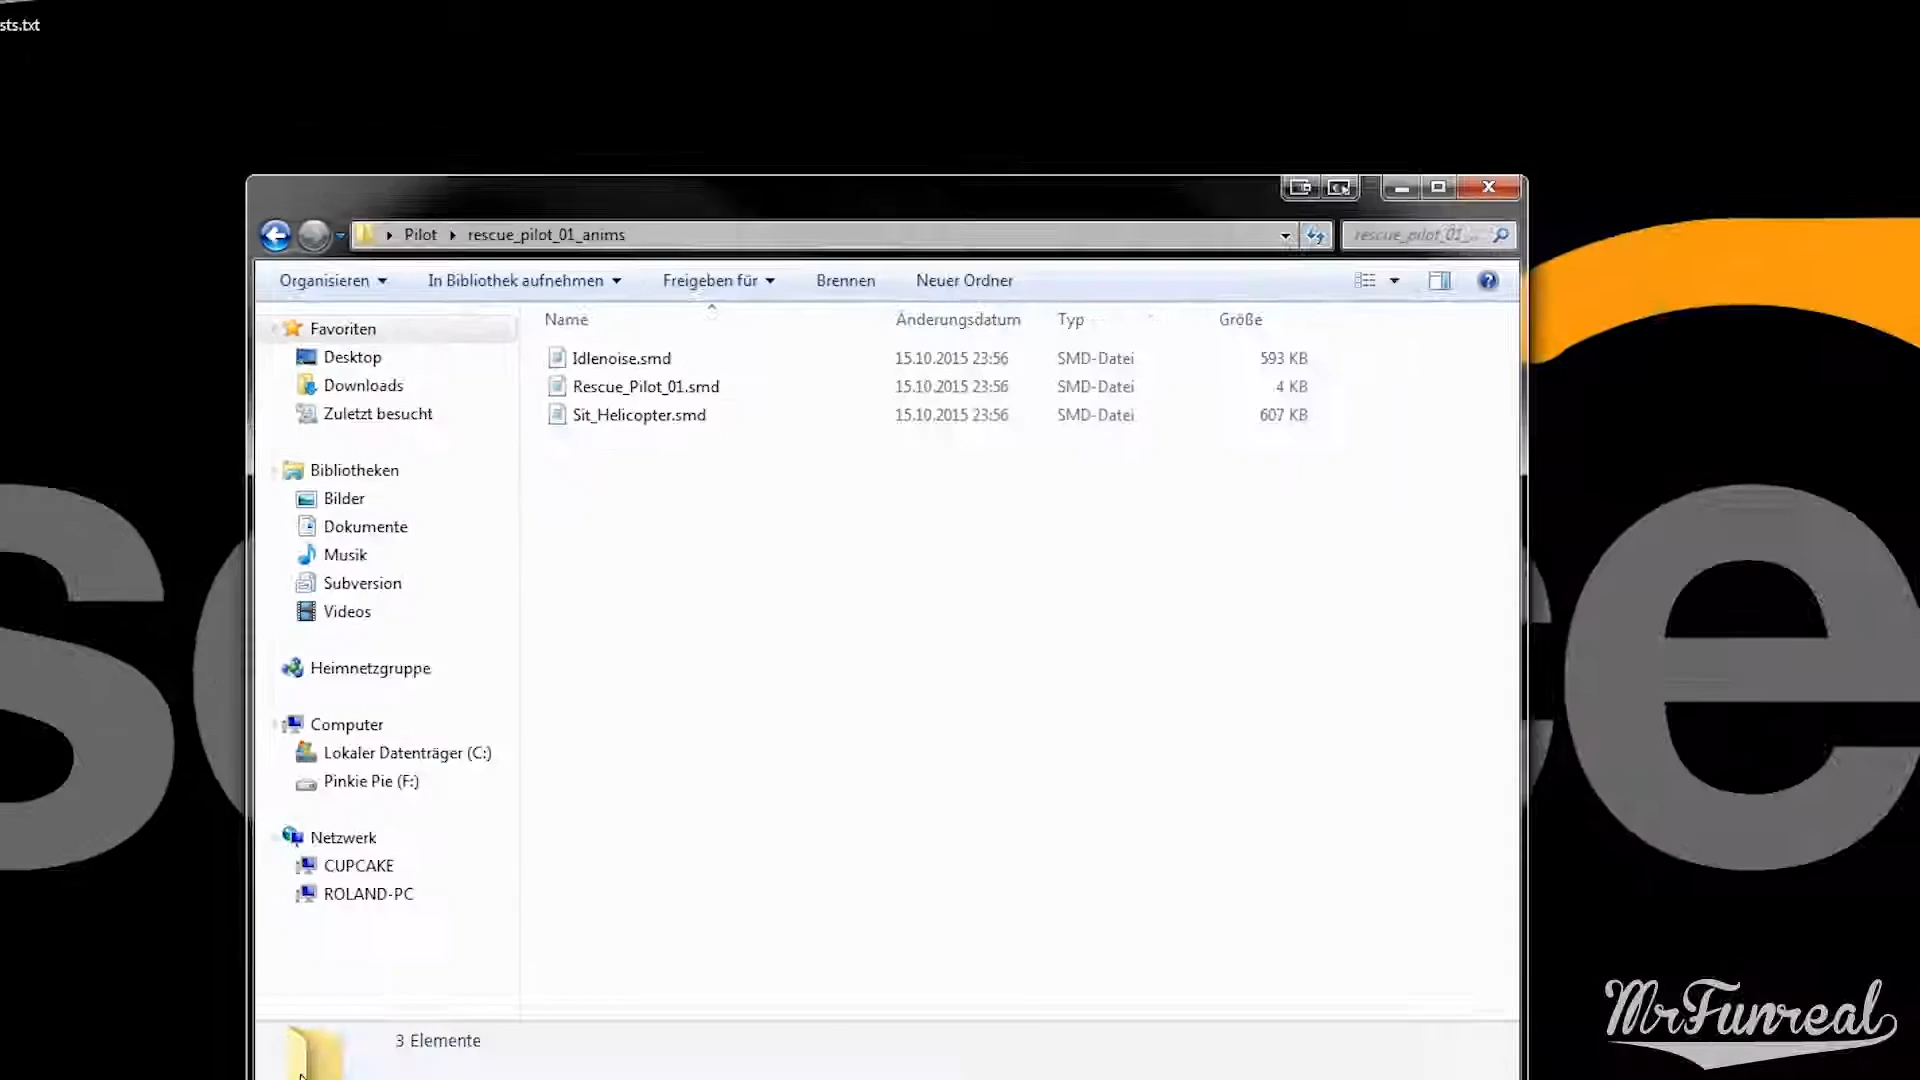 sts.txt
Pilot rescue_pilot_01_anims
rescue_pilot_01_...
Organisieren In Bibliothek aufnehmen Freigeben für Brennen Neuer Ordner
Name Änderungsdatum Typ Größe
Idlenoise.smd 15.10.2015 23:56 SMD-Datei 593 KB
Rescue_Pilot_01.smd 15.10.2015 23:56 SMD-Datei 4 KB
Sit_Helicopter.smd 15.10.2015 23:56 SMD-Datei 607 KB
Favoriten
Desktop
Downloads
Zuletzt besucht
Bibliotheken
Bilder
Dokumente
Musik
Subversion
Videos
Heimnetzgruppe
Computer
Lokaler Datenträger (C:)
Pinkie Pie (F:)
Netzwerk
CUPCAKE
ROLAND-PC
3 Elemente
MrFunreal